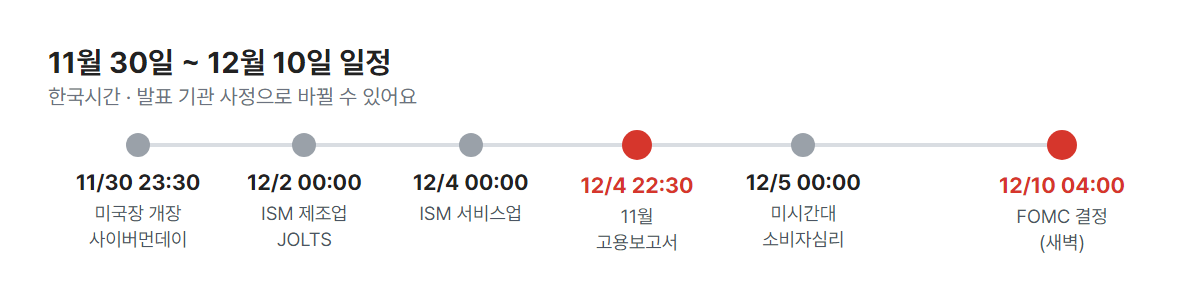 11월 30일 ~ 12월 10일 일정
한국시간 · 발표 기관 사정으로 바뀔 수 있어요
11/30 23:30
미국장 개장
사이버먼데이
12/2 00:00
ISM 제조업
JOLTS
12/4 00:00
ISM 서비스업
12/4 22:30
11월
고용보고서
12/5 00:00
미시간대
소비자심리
12/10 04:00
FOMC 결정
(새벽)